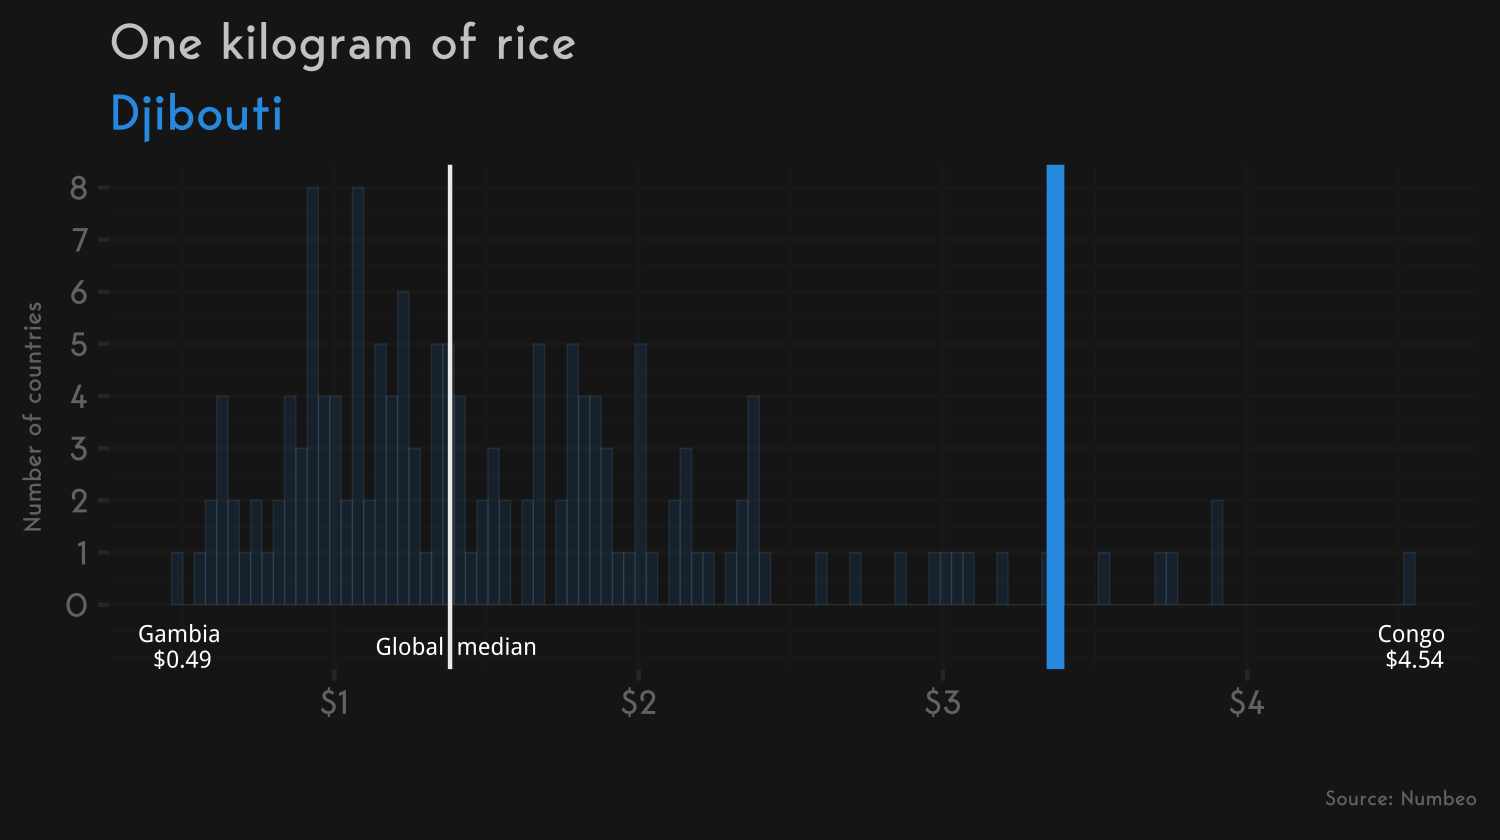 One kilogram of rice
Djibouti
Number of countries
8
7
6
5
4
3
2
1
0
Gambia
$0.49
Global median
Congo
$4.54
$1
$2
$3
$4
Source: Numbeo